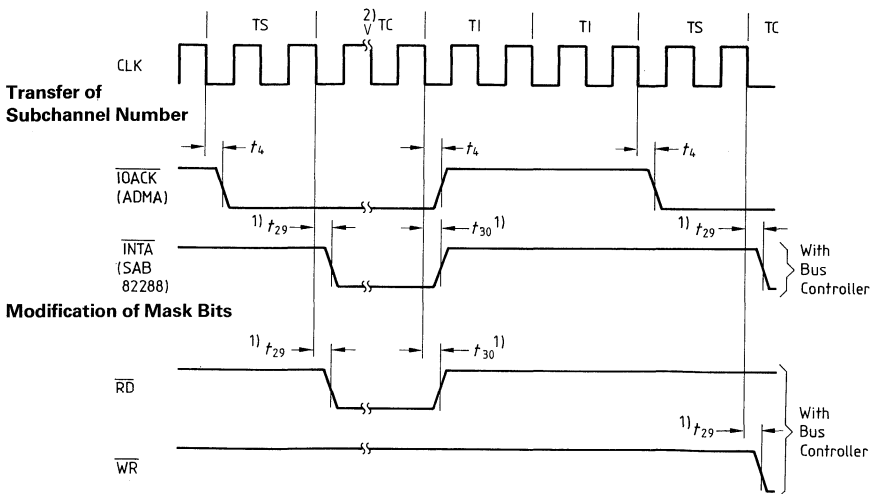 TS 2) V TC TI TI TS TC
CLK
Transfer of
Subchannel Number
t4 t4 t4
IOACK
(ADMA)
1) t29 t30 1) 1) t29
INTA
(SAB
82288)
With
Bus
Controller
Modification of Mask Bits
1) t29 t30 1)
RD
1) t29
With
Bus
Controller
WR